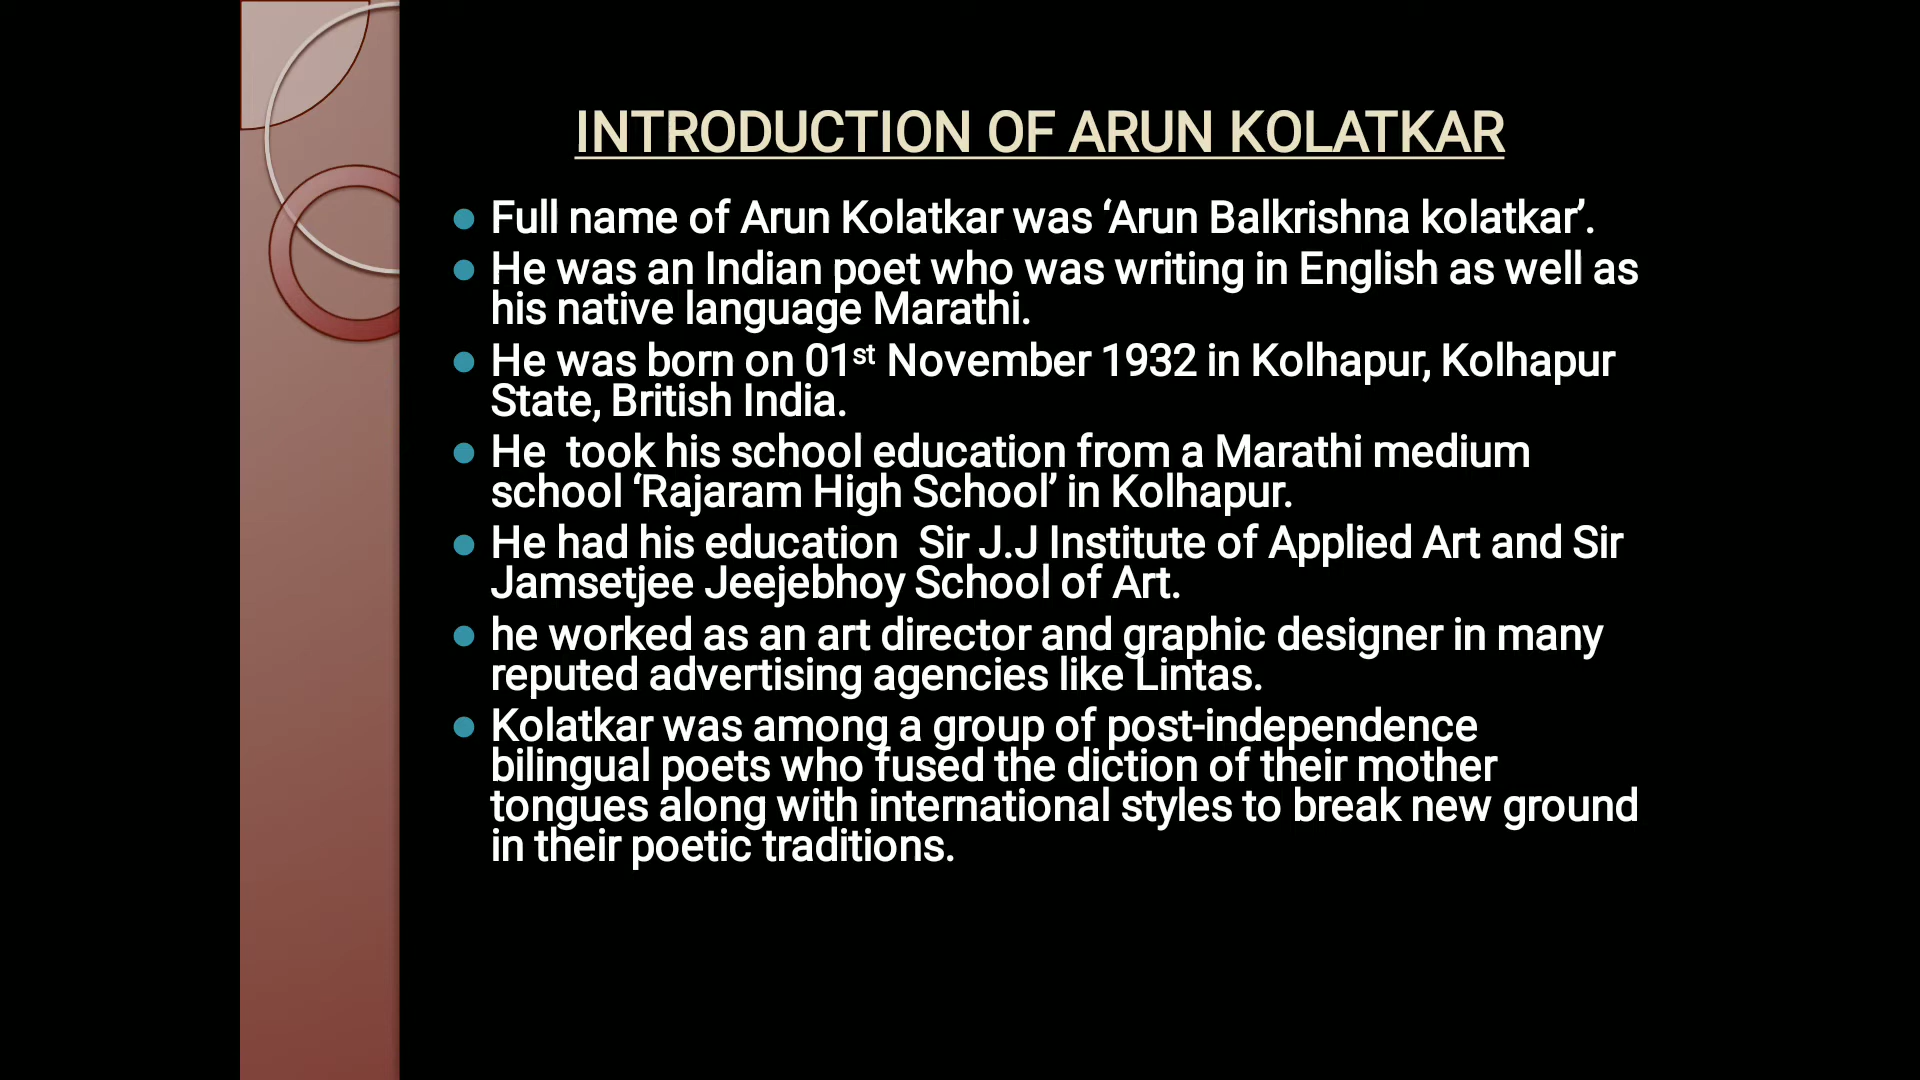 INTRODUCTION OF ARUN KOLATKAR
Full name of Arun Kolatkar was ‘Arun Balkrishna kolatkar’.
He was an Indian poet who was writing in English as well as
his native language Marathi.
He was born on 01st November 1932 in Kolhapur, Kolhapur
State, British India.
He  took his school education from a Marathi medium
school ‘Rajaram High School’ in Kolhapur.
He had his education  Sir J.J Institute of Applied Art and Sir
Jamsetjee Jeejebhoy School of Art.
he worked as an art director and graphic designer in many
reputed advertising agencies like Lintas.
Kolatkar was among a group of post-independence
bilingual poets who fused the diction of their mother
tongues along with international styles to break new ground
in their poetic traditions.